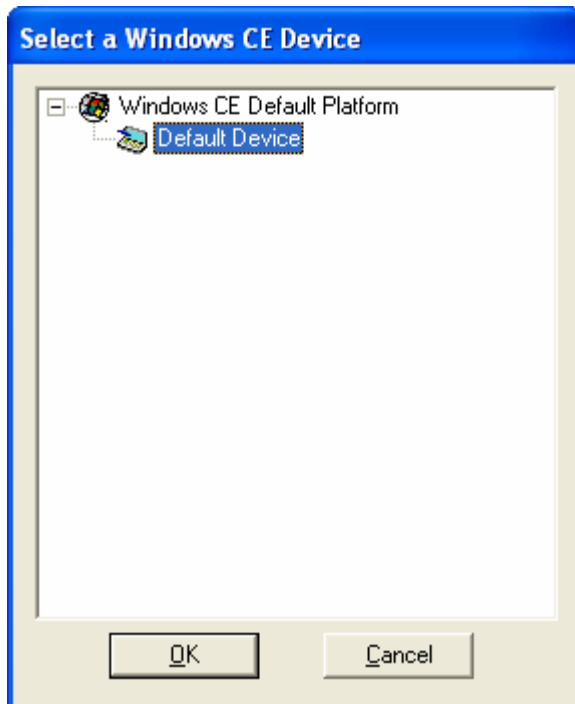 Select a Windows CE Device
Windows CE Default Platform
Default Device
OK
Cancel